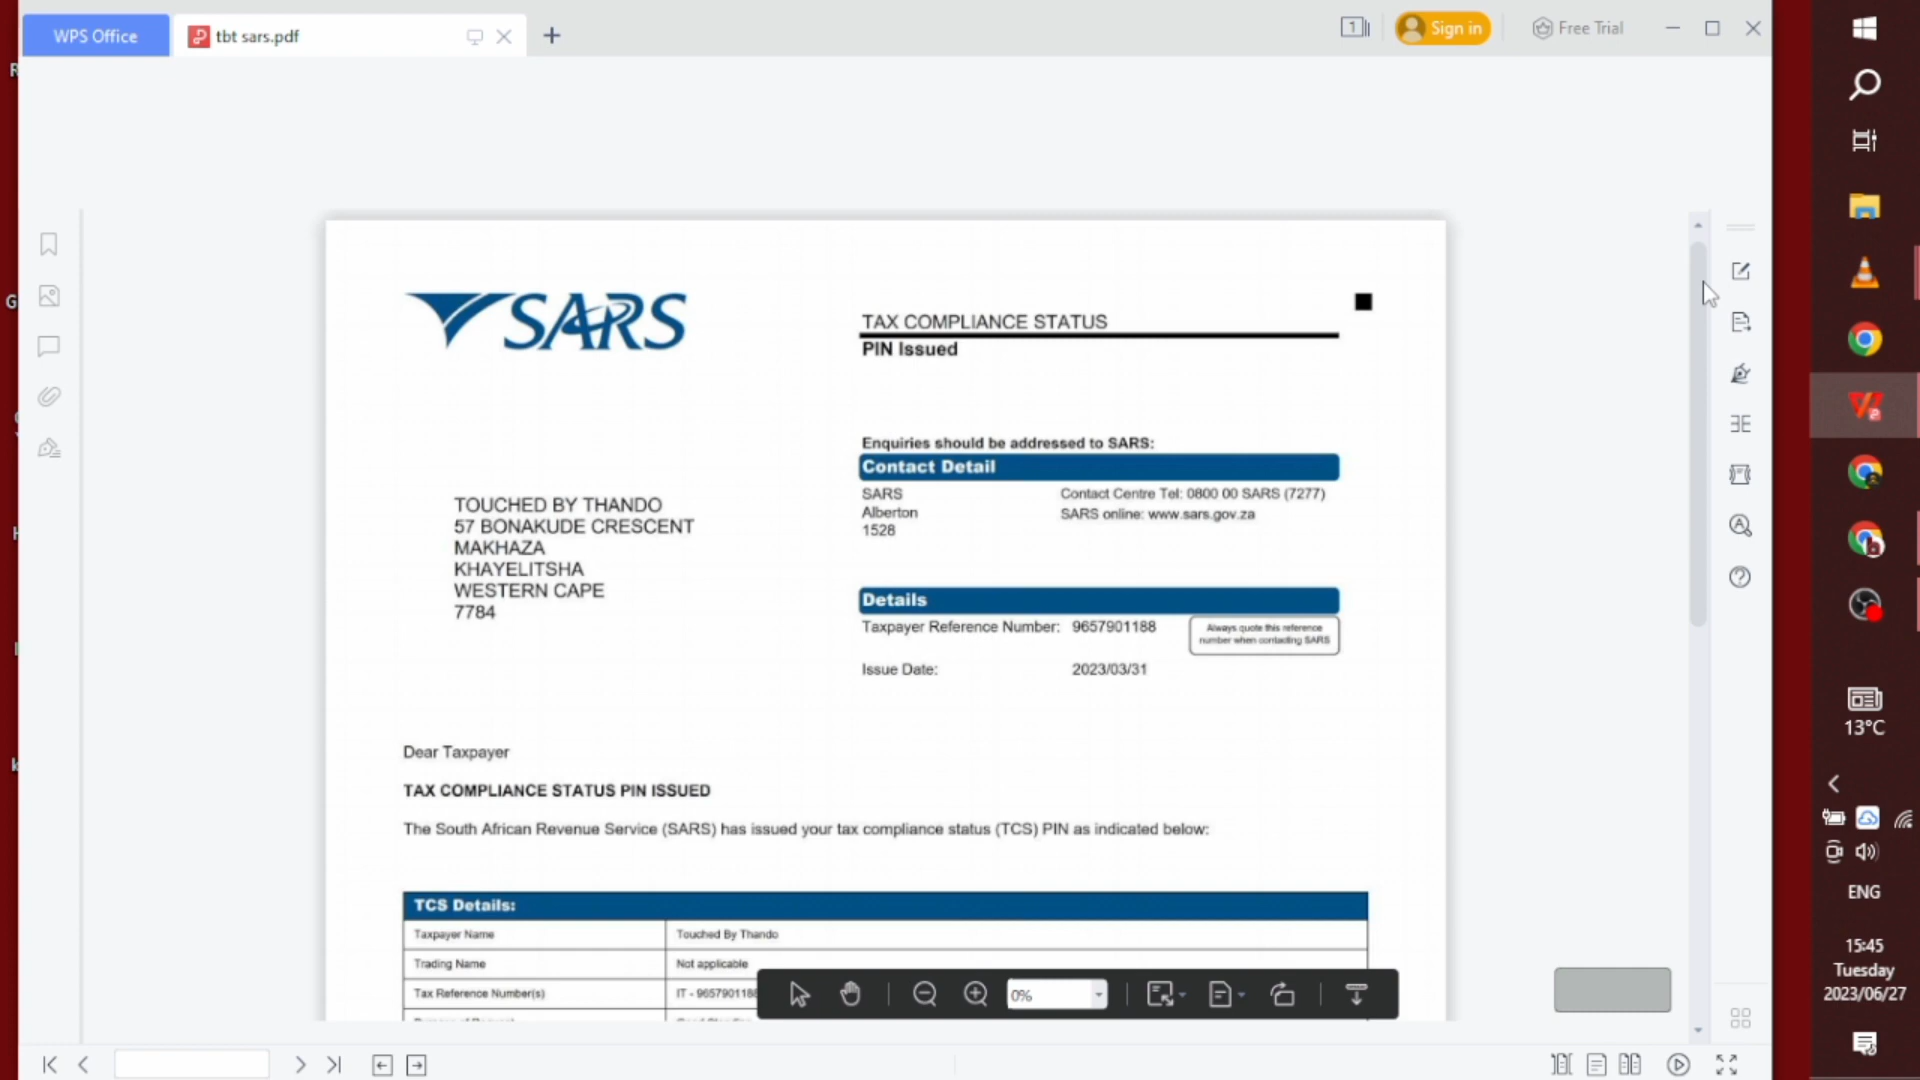 WPS Office
tbt sars.pdf
1
Sign in
Free Trial
SARS
TAX COMPLIANCE STATUS
PIN Issued
Enquiries should be addressed to SARS:
Contact Detail
SARS
Alberton
1528
Contact Centre Tel: 0800 00 SARS (7277)
SARS online: www.sars.gov.za
TOUCHED BY THANDO
57 BONAKUDE CRESCENT
MAKHAZA
KHAYELITSHA
WESTERN CAPE
7784
Details
Taxpayer Reference Number: 9657901188
Always quote this reference
number when contacting SARS
Issue Date: 2023/03/31
Dear Taxpayer
TAX COMPLIANCE STATUS PIN ISSUED
The South African Revenue Service (SARS) has issued your tax compliance status (TCS) PIN as indicated below:
TCS Details:
Taxpayer Name Touched By Thando
Trading Name Not applicable
Tax Reference Number(s) IT - 9657901188
0%
13°C
ENG
15:45
Tuesday
2023/06/27